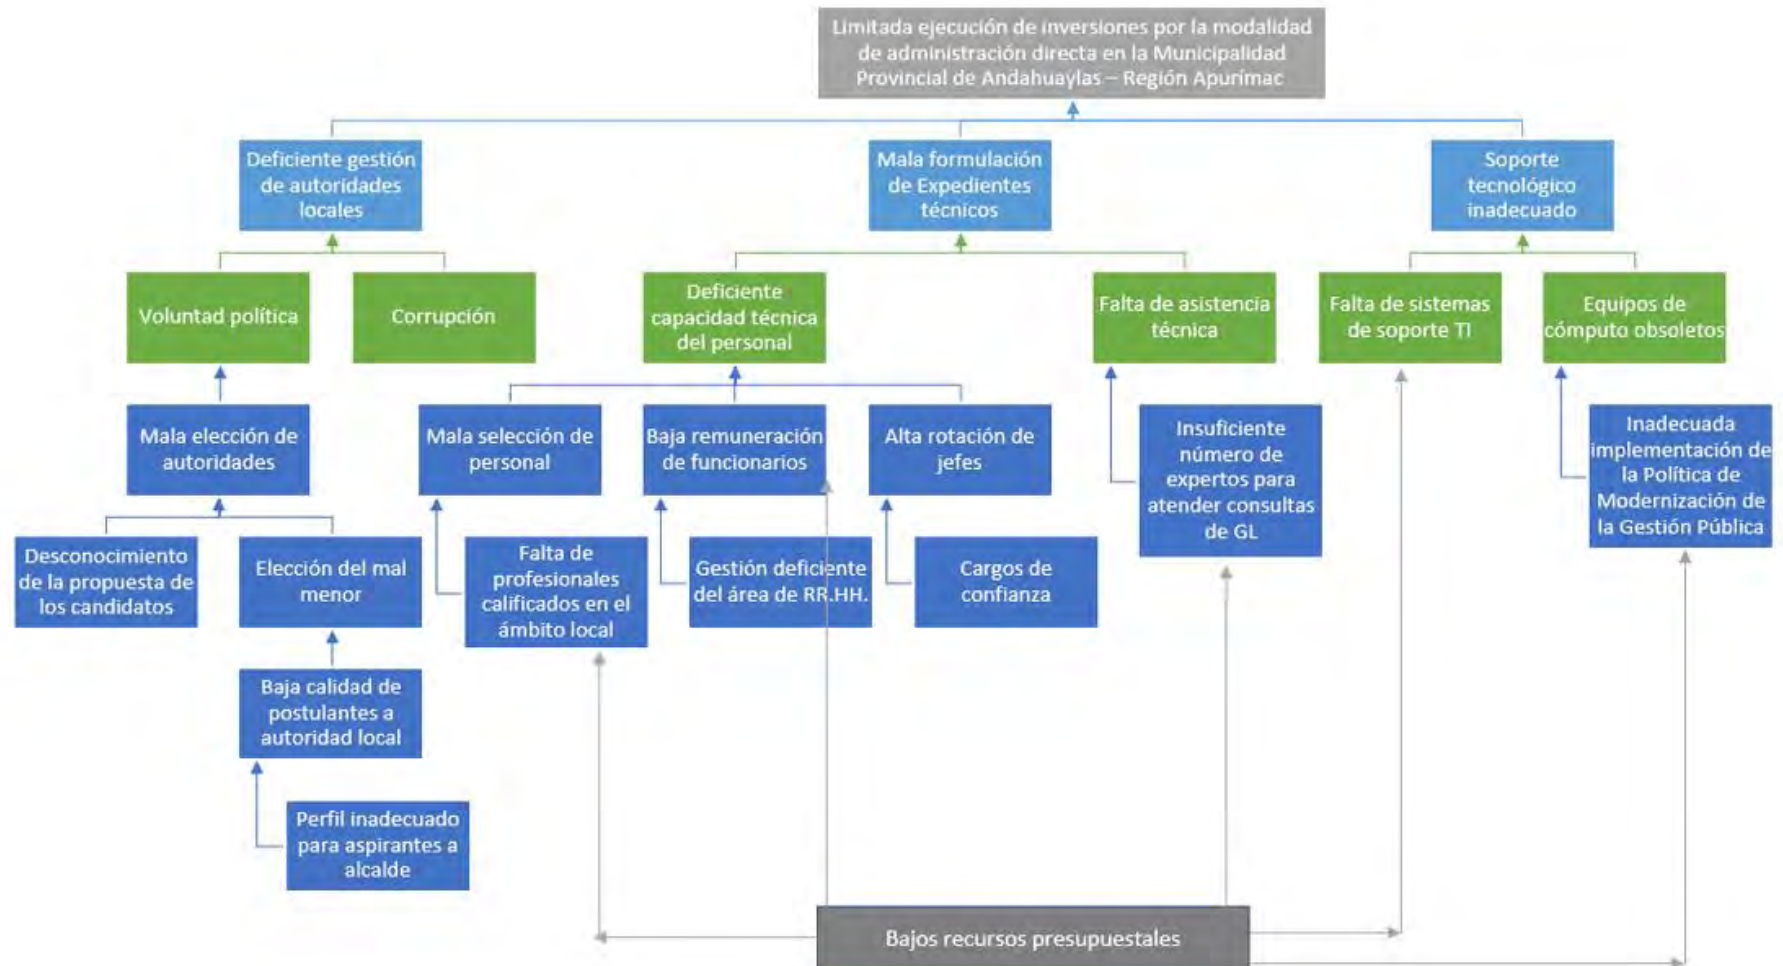 Limitada ejecución de inversiones por la modalidad
de administración directa en la Municipalidad
Provincial de Andahuaylas – Región Apurímac
Deficiente gestión
de autoridades
locales
Mala formulación
de Expedientes
técnicos
Soporte
tecnológico
inadecuado
Voluntad política
Corrupción
Deficiente
capacidad técnica
del personal
Falta de asistencia
técnica
Falta de sistemas
de soporte TI
Equipos de
cómputo obsoletos
Mala elección de
autoridades
Mala selección de
personal
Baja remuneración
de funcionarios
Alta rotación de
jefes
Insuficiente
número de
expertos para
atender consultas
de GL
Inadecuada
implementación de
la Política de
Modernización de
la Gestión Pública
Desconocimiento
de la propuesta de
los candidatos
Elección del mal
menor
Falta de
profesionales
calificados en el
ámbito local
Gestión deficiente
del área de RR.HH.
Cargos de
confianza
Baja calidad de
postulantes a
autoridad local
Perfil inadecuado
para aspirantes a
alcalde
Bajos recursos presupuestales